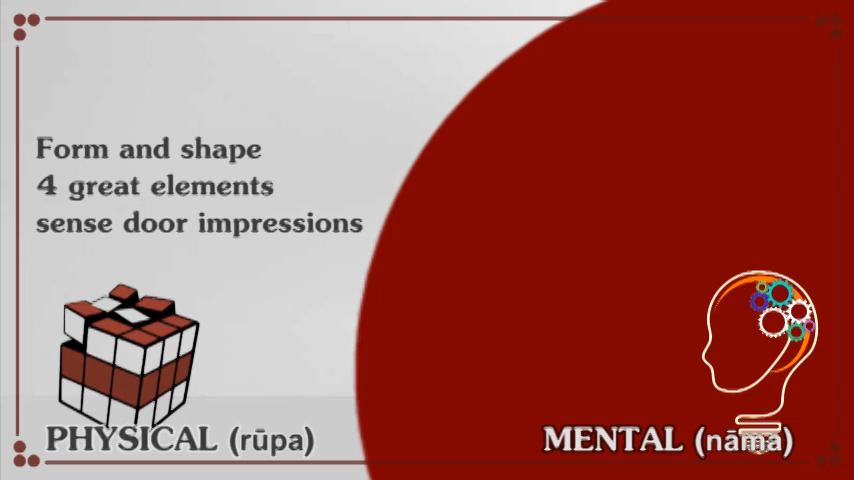 Form and shape
4 great elements
sense door impressions
PHYSICAL (rūpa)
MENTAL (nāma)